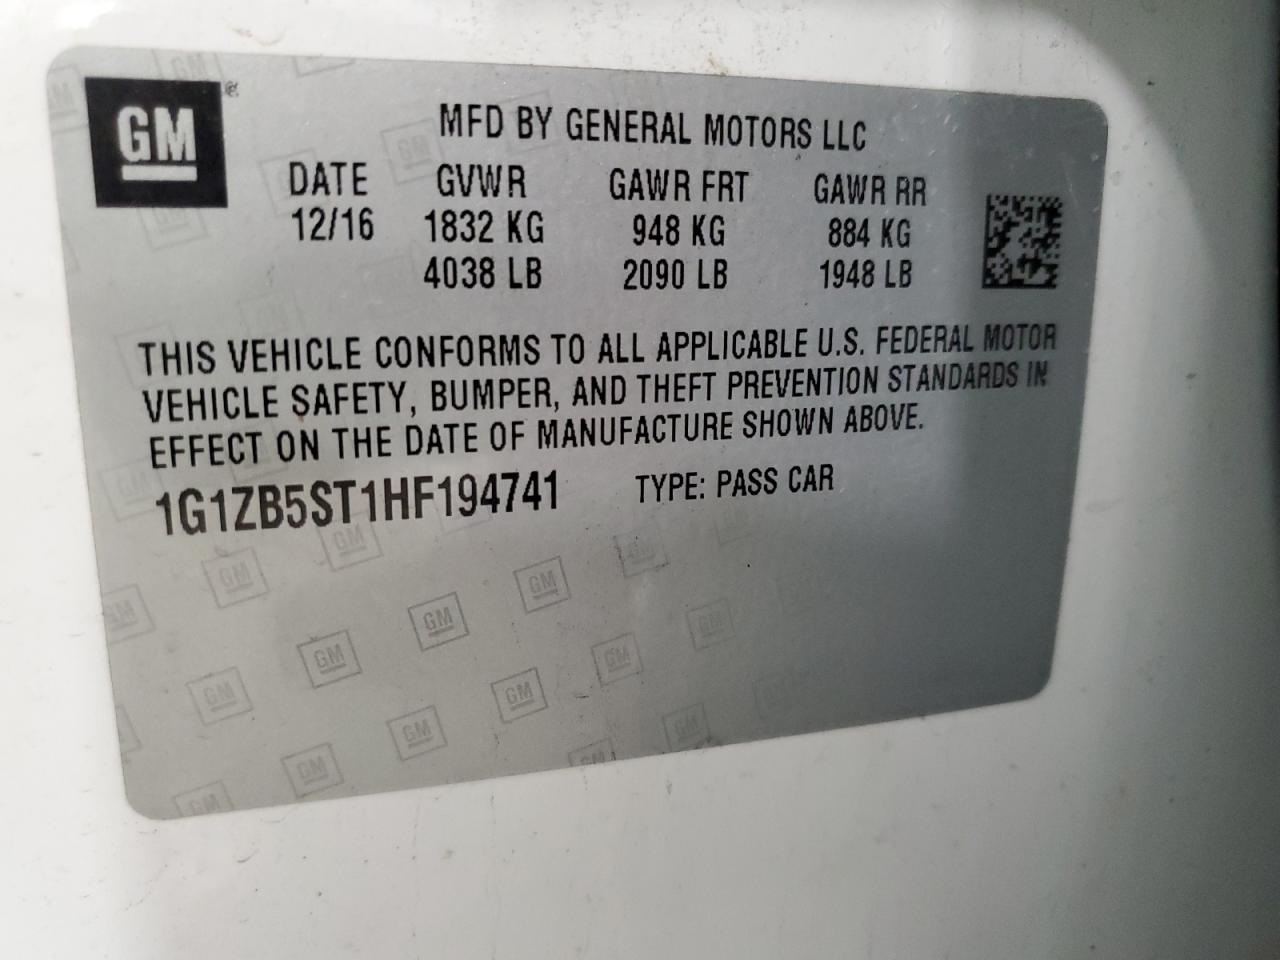 GM
MFD BY GENERAL MOTORS LLC
DATE GVWR GAWR FRT GAWR RR
12/16 1832 KG 948 KG 884 KG
4038 LB 2090 LB 1948 LB
THIS VEHICLE CONFORMS TO ALL APPLICABLE U.S. FEDERAL MOTOR
VEHICLE SAFETY, BUMPER, AND THEFT PREVENTION STANDARDS IN
EFFECT ON THE DATE OF MANUFACTURE SHOWN ABOVE.
1G1ZB5ST1HF194741 TYPE: PASS CAR